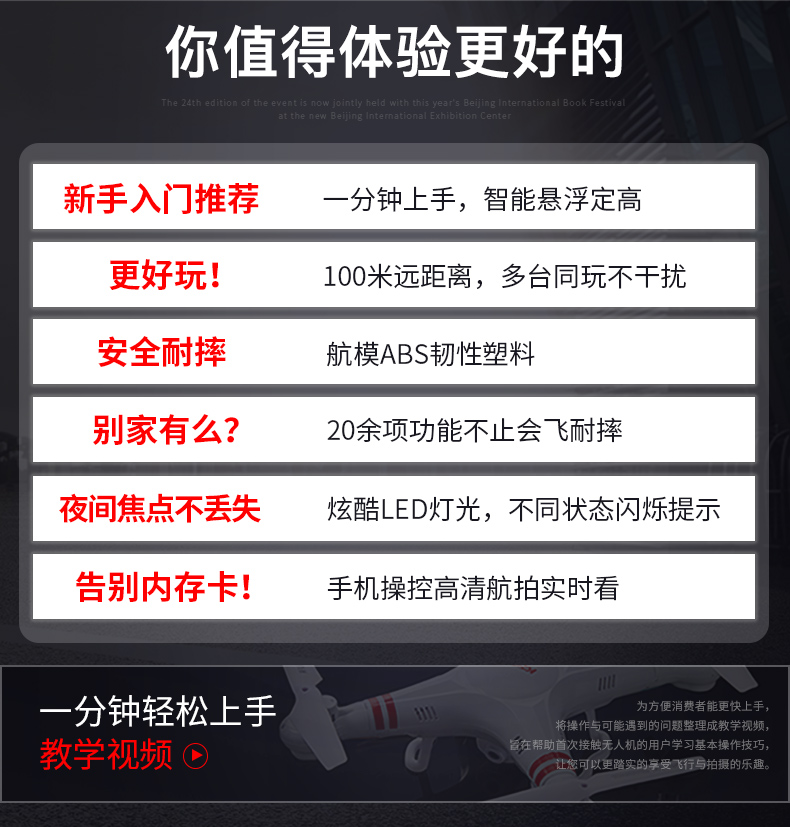 你值得体验更好的
The 24th edition of the event is now jointly held with this year's Beijing International Book Festival
at the new Beijing International Exhibition Center
新手入门推荐 一分钟上手，智能悬浮定高
更好玩！ 100米远距离，多台同玩不干扰
安全耐摔 航模ABS韧性塑料
别家有么？ 20余项功能不止会飞耐摔
夜间焦点不丢失 炫酷LED灯光，不同状态闪烁提示
告别内存卡！ 手机操控高清航拍实时看
一分钟轻松上手
教学视频
为方便消费者能更快上手，
将操作与可能遇到的问题整理成教学视频，
旨在帮助首次接触无人机的用户学习基本操作技巧，
让您可以更踏实的享受飞行与拍摄的乐趣。